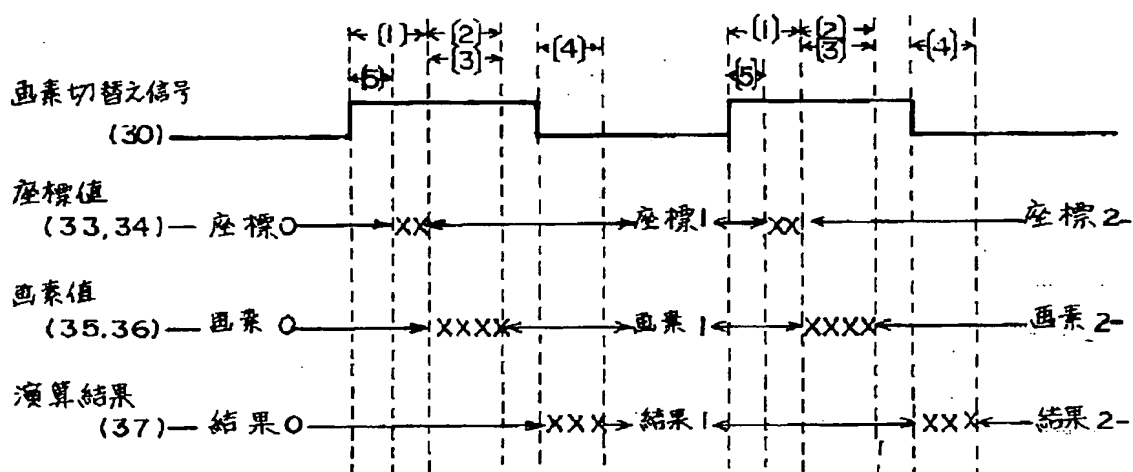 (1) (2) (1) (2)
(3) (4) (3) (4)
(5) (5)
画素切替え信号
(30)
座標値
(33,34) 座標0 XX 座標1 XX 座標2
画素値
(35,36) 画素0 XXXX 画素1 XXXX 画素2
演算結果
(37) 結果0 XXX 結果1 XXX 結果2